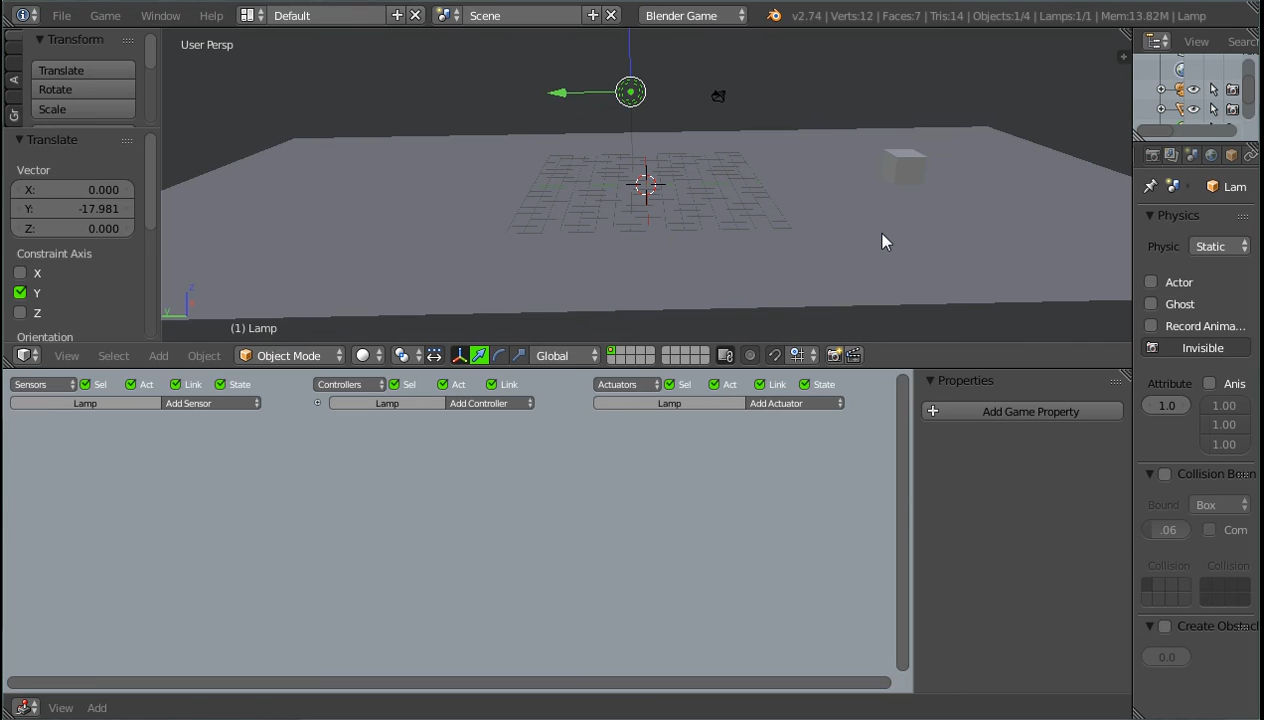 File Game Window Help Default Scene Blender Game v2.74 | Verts:12 | Faces:7 | Tris:14 | Objects:1/4 | Lamps:1/1 | Mem:13.82M | Lamp
Transform
Translate
Rotate
Scale
A
Gr
Translate
Vector
X: 0.000
Y: -17.981
Z: 0.000
Constraint Axis
X
Y
Z
Orientation
User Persp
z
y
(1) Lamp
View Select Add Object Object Mode Global
Sensors Sel Act Link State
Lamp Add Sensor
Controllers Sel Act Link
Lamp Add Controller
Actuators Sel Act Link State
Lamp Add Actuator
Properties
Add Game Property
View Add
View Search
Lam
Physics
Physic Static
Actor
Ghost
Record Anima...
Invisible
Attribute Anis
1.0 1.00
1.00
1.00
Collision Boun
Bound Box
.06 Com
Collision Collision
Create Obstacl
0.0